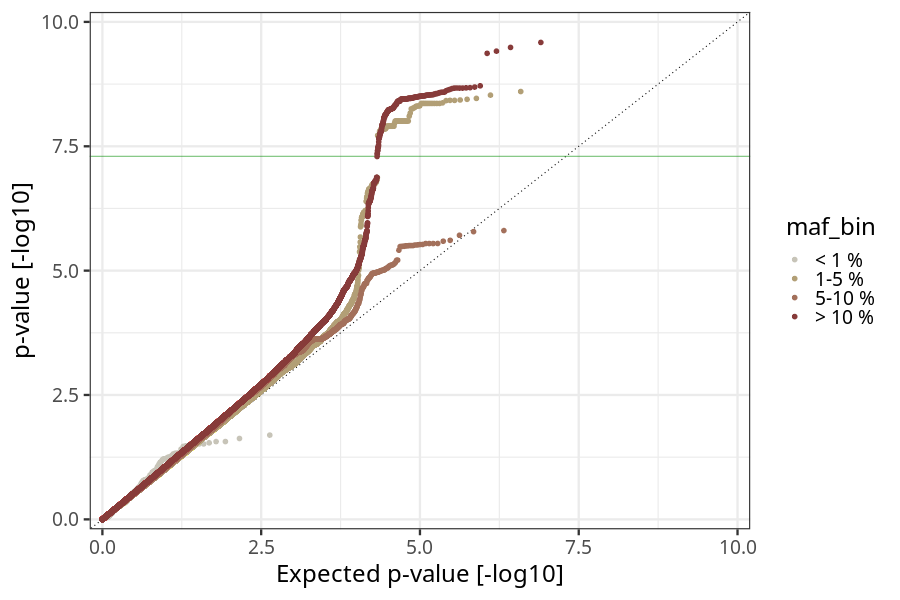 10.0
7.5
5.0
2.5
0.0
p-value [-log10]
0.0 2.5 5.0 7.5 10.0
Expected p-value [-log10]
maf_bin
< 1 %
1-5 %
5-10 %
> 10 %